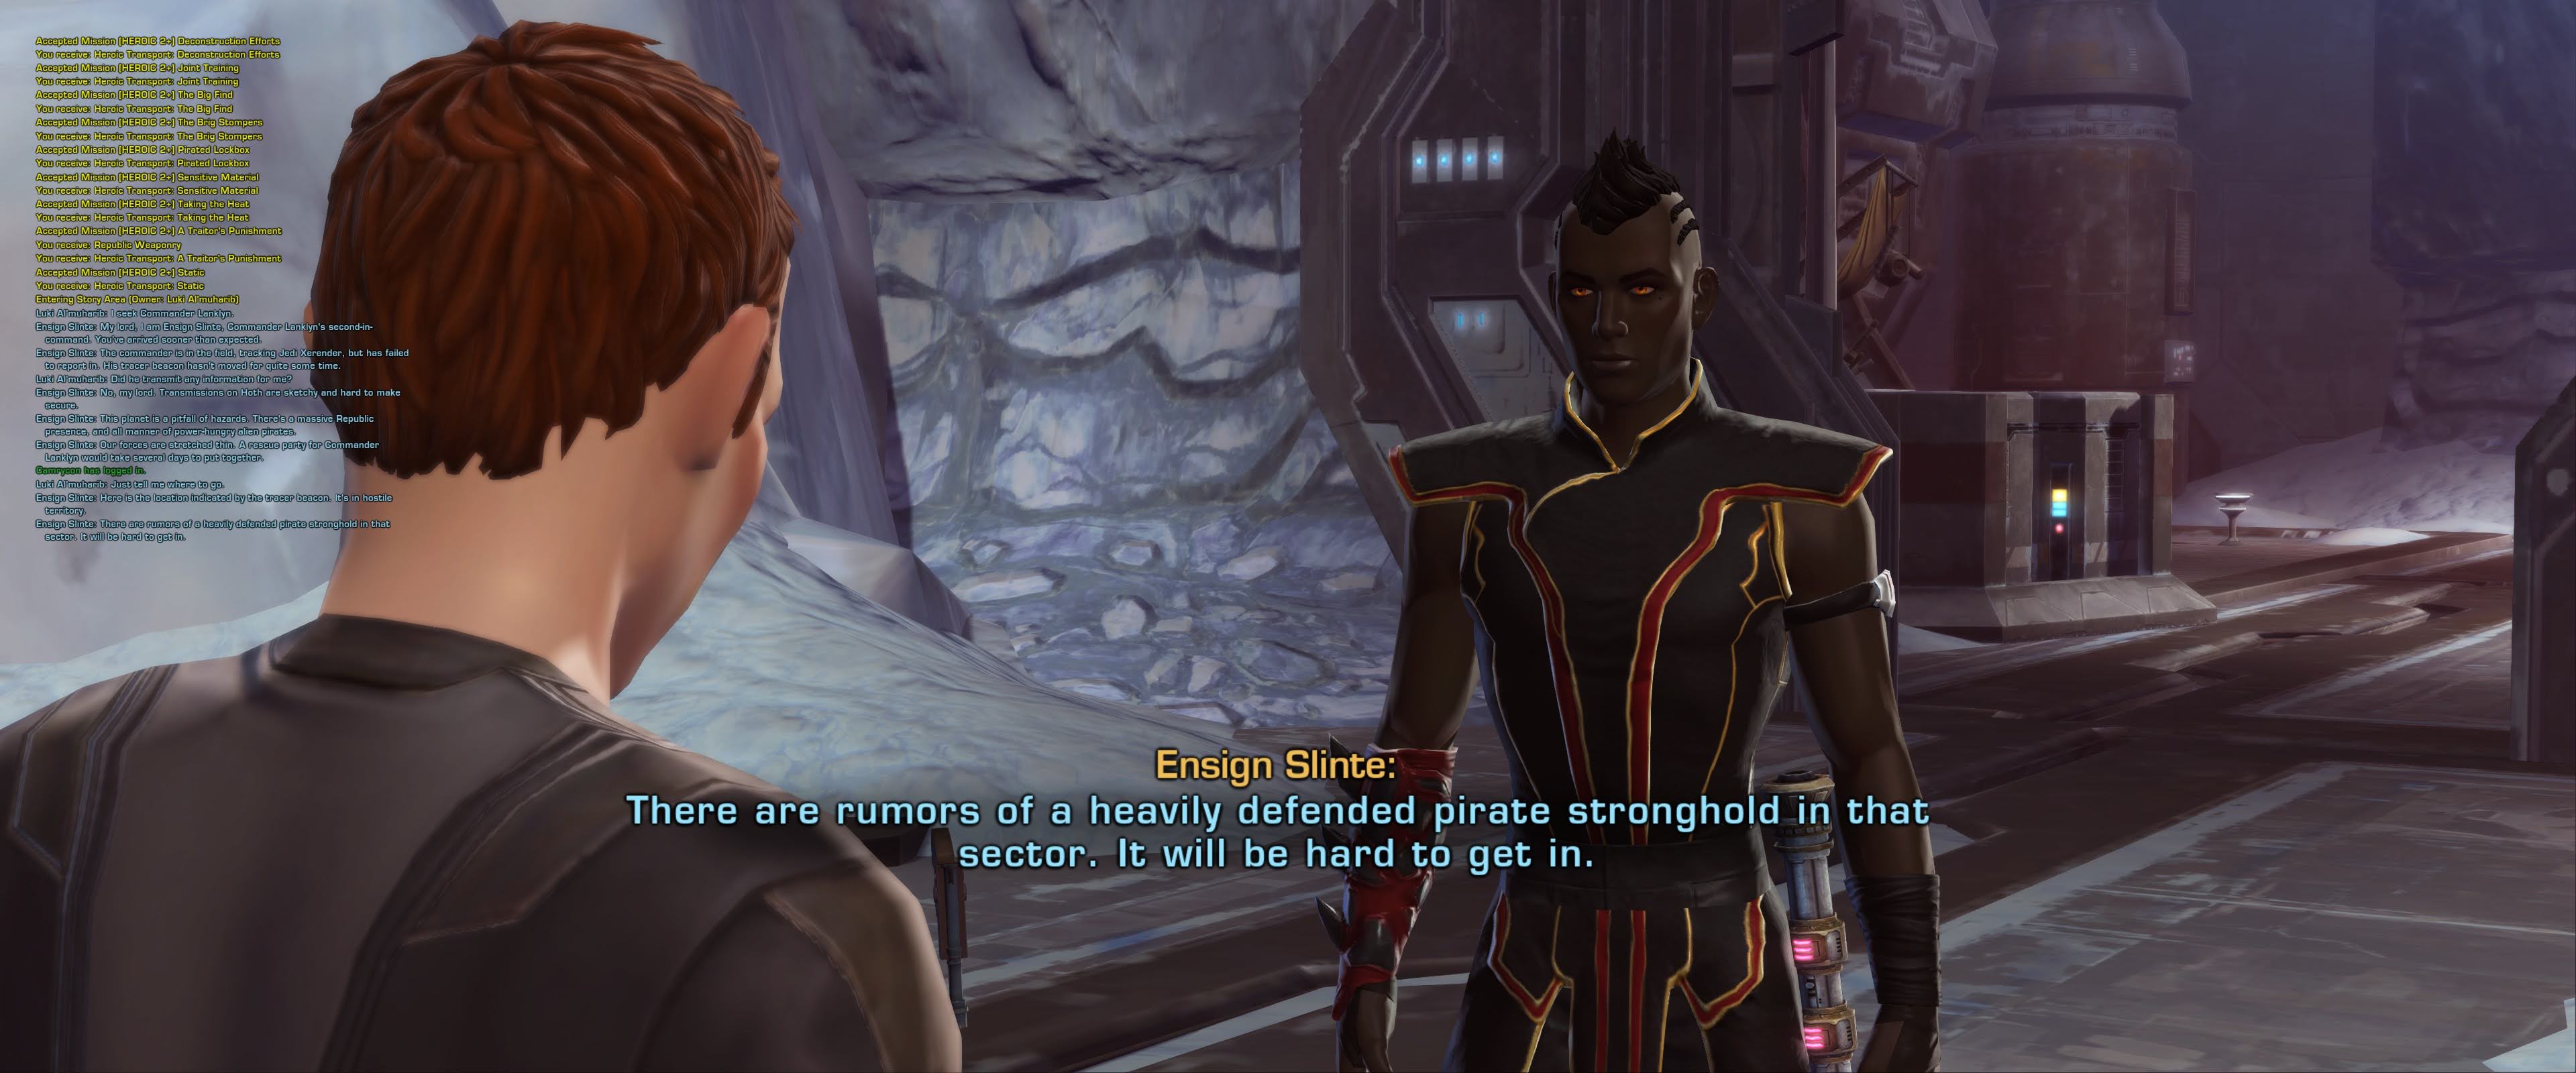 Accepted Mission [HEROIC 2+] Deconstruction Efforts
You receive: Heroic Transport: Deconstruction Efforts
Accepted Mission [HEROIC 2+] Joint Training
You receive: Heroic Transport: Joint Training
Accepted Mission [HEROIC 2+] The Big Find
You receive: Heroic Transport: The Big Find
Accepted Mission [HEROIC 2+] The Brig Stompers
You receive: Heroic Transport: The Brig Stompers
Accepted Mission [HEROIC 2+] Pirated Lockbox
You receive: Heroic Transport: Pirated Lockbox
Accepted Mission [HEROIC 2+] Sensitive Material
You receive: Heroic Transport: Sensitive Material
Accepted Mission [HEROIC 2+] Taking the Heat
You receive: Heroic Transport: Taking the Heat
Accepted Mission [HEROIC 2+] A Traitor's Punishment
You receive: Republic Weaponry
You receive: Heroic Transport: A Traitor's Punishment
Accepted Mission [HEROIC 2+] Static
You receive: Heroic Transport: Static
Entering Story Area (Owner: Luki Al'muharib)
Luki Al'muharib: I seek Commander Lanklyn.
Ensign Slinte: My lord, I am Ensign Slinte, Commander Lanklyn's second-in-
command. You've arrived sooner than expected.
Ensign Slinte: The commander is in the field, tracking Jedi Xerender, but has failed
to report in. His tracer beacon hasn't moved for quite some time.
Luki Al'muharib: Did he transmit any information for me?
Ensign Slinte: No, my lord. Transmissions on Hoth are sketchy and hard to make
secure.
Ensign Slinte: This planet is a pitfall of hazards. There's a massive Republic
presence, and all manner of power-hungry alien pirates.
Ensign Slinte: Our forces are stretched thin. A rescue party for Commander
Lanklyn would take several days to put together.
Camrycon has logged in.
Luki Al'muharib: Just tell me where to go.
Ensign Slinte: Here is the location indicated by the tracer beacon. It's in hostile
territory.
Ensign Slinte: There are rumors of a heavily defended pirate stronghold in that
sector. It will be hard to get in.
Ensign Slinte:
There are rumors of a heavily defended pirate stronghold in that
sector. It will be hard to get in.